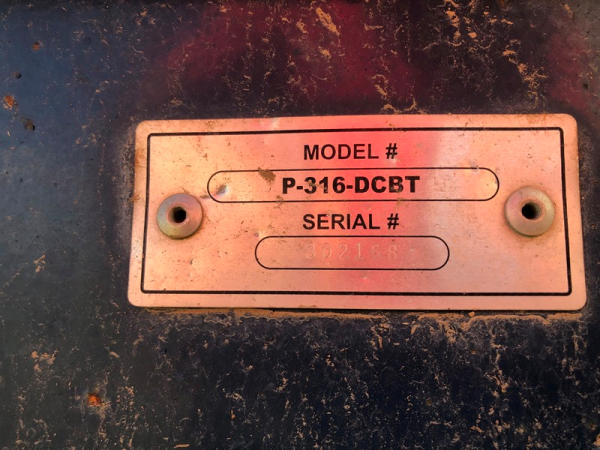 MODEL #
P-316-DCBT
SERIAL #